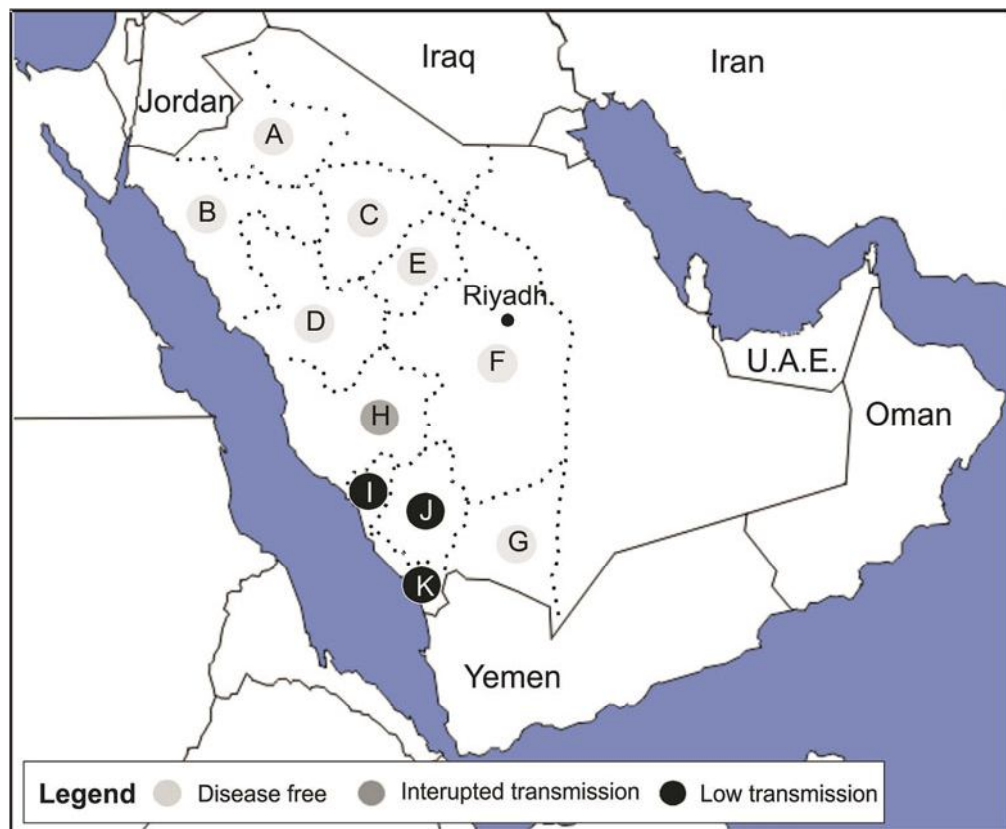 Iraq
Iran
Jordan
A
B
C
E
Riyadh
D
F
U.A.E.
H
Oman
I
J
G
K
Yemen
Legend Disease free Interupted transmission Low transmission